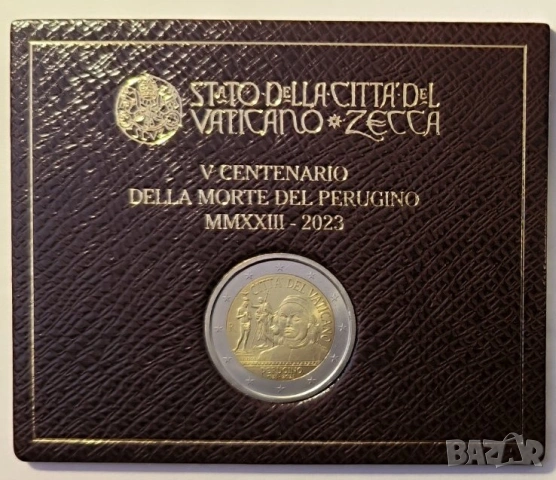 STATO·DELLA·CITTÀ·DEL
VATICANO * ZECCA
V CENTENARIO
DELLA MORTE DEL PERUGINO
MMXXIII - 2023
CITTÀ DEL VATICANO
PERUGINO
BAZAR